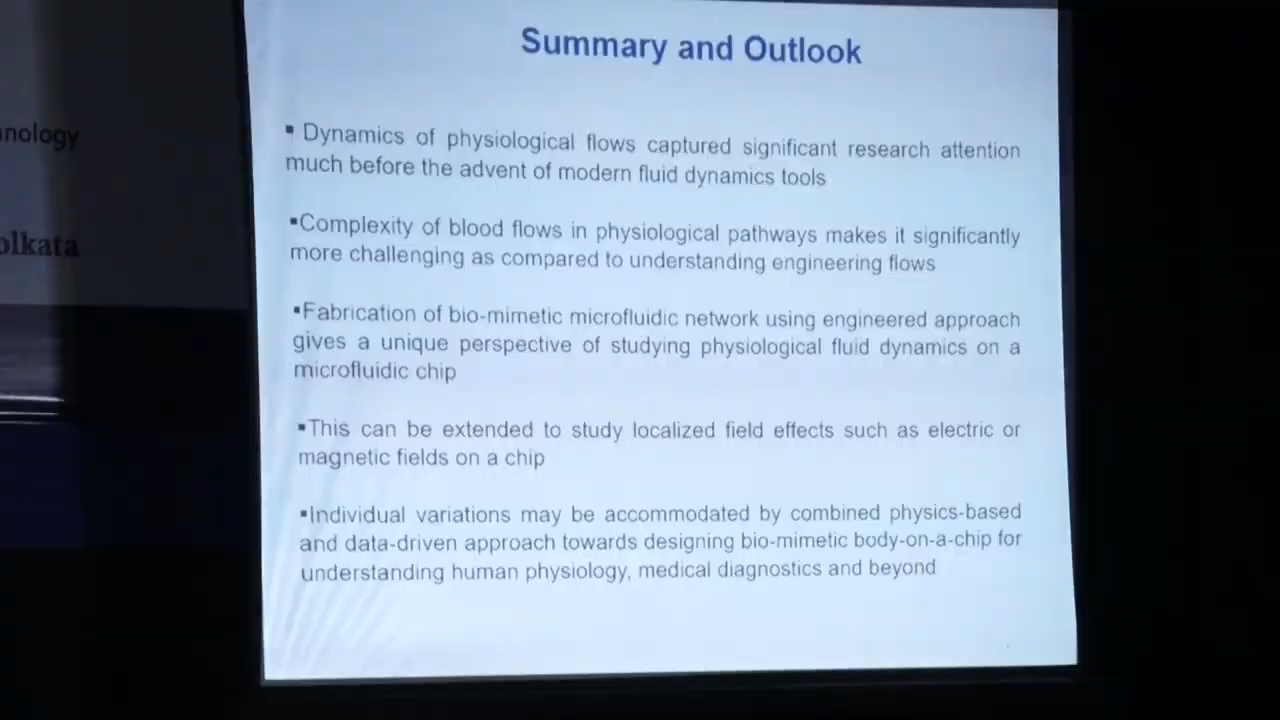 Summary and Outlook
▪ Dynamics of physiological flows captured significant research attention
much before the advent of modern fluid dynamics tools
▪Complexity of blood flows in physiological pathways makes it significantly
more challenging as compared to understanding engineering flows
▪Fabrication of bio-mimetic microfluidic network using engineered approach
gives a unique perspective of studying physiological fluid dynamics on a
microfluidic chip
▪This can be extended to study localized field effects such as electric or
magnetic fields on a chip
▪Individual variations may be accommodated by combined physics-based
and data-driven approach towards designing bio-mimetic body-on-a-chip for
understanding human physiology, medical diagnostics and beyond
nology
olkata